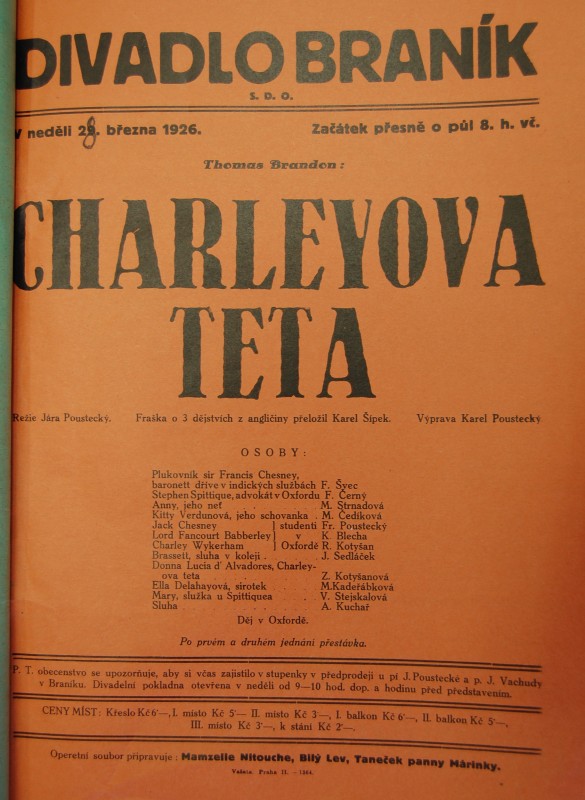 DIVADLO BRANÍK
S. D. O.
V neděli 28. března 1926. Začátek přesně o půl 8. h. vč.
Thomas Brandon:
CHARLEYOVA
TETA
Režie Jára Poustecký. Fraška o 3 dějstvích z angličiny přeložil Karel Šípek. Výprava Karel Poustecký
OSOBY:
Plukovník sir Francis Chesney,
baronett dříve v indických službách F. Švec
Stephen Spittique, advokát v Oxfordu F. Černý
Anny, jeho neť . . . M. Strnadová
Kitty Verdunová, jeho schovanka . M. Čedíková
Jack Chesney } studenti Fr. Poustecký
Lord Fancourt Babberley } v K. Blecha
Charley Wykerham } Oxfordě R. Kotyšan
Brassett, sluha v koleji . . . J. Sedláček
Donna Lucia d' Alvadores, Charley-
ova teta . . . Z. Kotyšanová
Ella Delahayová, sirotek . . . M.Kadeřábková
Mary, služka u Spittiquea . . . V. Stejskalová
Sluha . . . A. Kuchař
Děj v Oxfordě.
Po prvém a druhém jednání přestávka.
P. T. obecenstvo se upozorňuje, aby si včas zajistilo vstupenky v předprodeji u pí J. Poustecké a p. J. Vachudy
v Braníku. Divadelní pokladna otevřena v neděli od 9—10 hod. dop. a hodinu před představením.
CENY MÍST: Křeslo Kč 6'—, I. místo Kč 5'— II. místo Kč 3'—, I. balkon Kč 6'—, II. balkon Kč 5'—,
III. místo Kč 3'—, k stání Kč 2'—.
Operetní soubor připravuje: Mamzelle Nitouche, Bílý Lev, Taneček panny Márinky.
Praha II. – 1364.